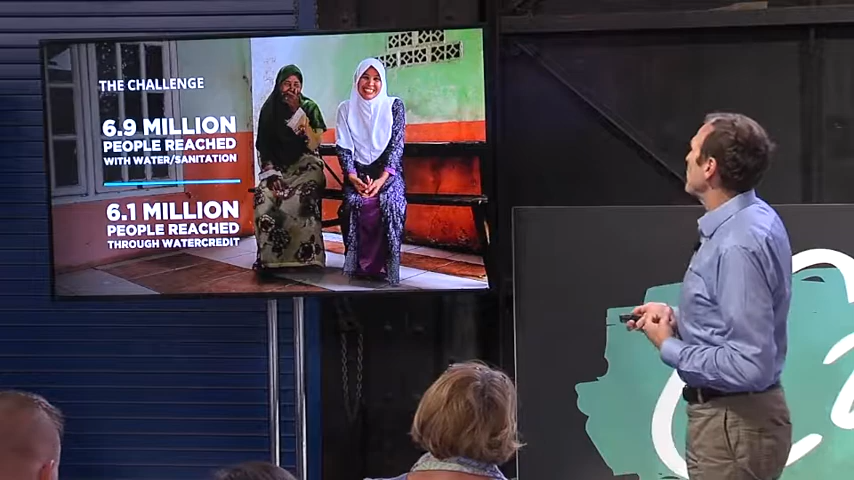 THE CHALLENGE
6.9 MILLION
PEOPLE REACHED
WITH WATER/SANITATION
6.1 MILLION
PEOPLE REACHED
THROUGH WATERCREDIT